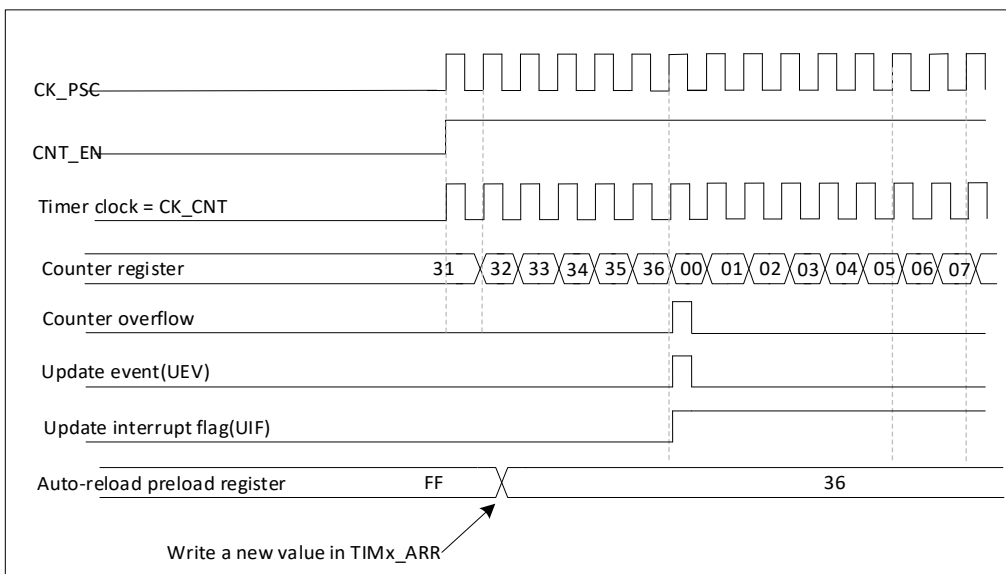 CK_PSC
CNT_EN
Timer clock = CK_CNT
Counter register 31 32 33 34 35 36 00 01 02 03 04 05 06 07
Counter overflow
Update event(UEV)
Update interrupt flag(UIF)
Auto-reload preload register FF 36
Write a new value in TIMx_ARR